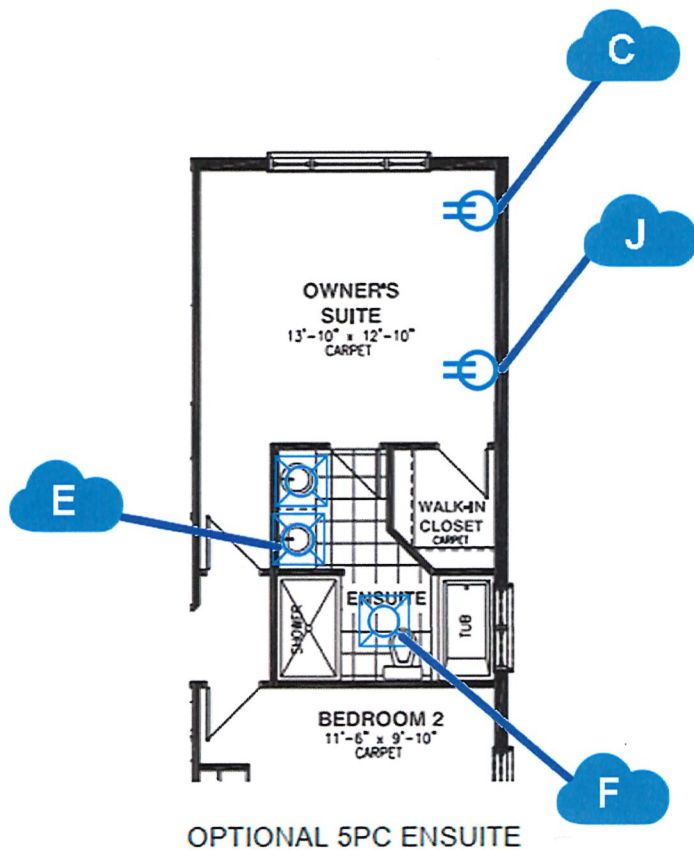 C
J
OWNER'S
SUITE
13'-10" x 12'-10"
CARPET
E
WALK-IN
CLOSET
CARPET
ENSUITE
SHOWER
TUB
BEDROOM 2
11'-6" x 9'-10"
CARPET
F
OPTIONAL 5PC ENSUITE